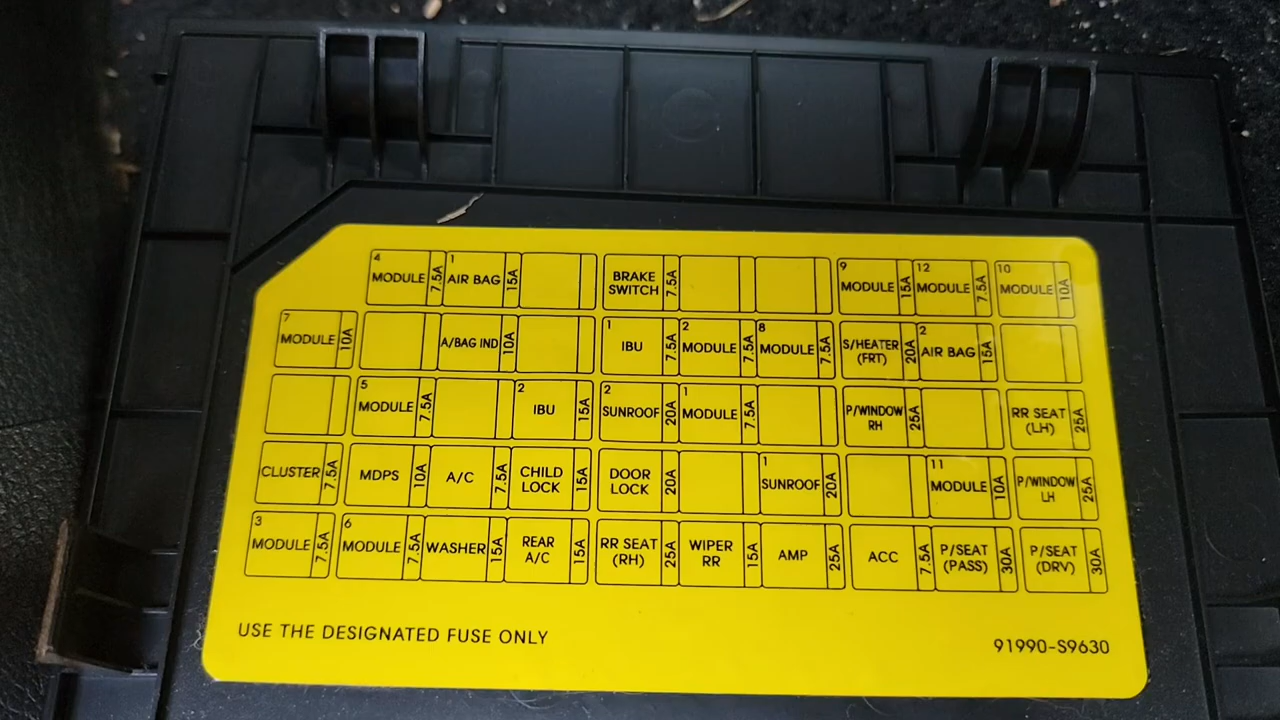 4 MODULE 7.5A 1 AIR BAG 15A BRAKE SWITCH 7.5A 9 MODULE 15A 12 MODULE 7.5A 10 MODULE 10A
7 MODULE 10A A/BAG IND 10A 1 IBU 7.5A 2 MODULE 7.5A 8 MODULE 7.5A S/HEATER (FRT) 20A 2 AIR BAG 15A
5 MODULE 7.5A 2 IBU 15A 2 SUNROOF 20A 1 MODULE 7.5A P/WINDOW RH 25A RR SEAT (LH) 25A
CLUSTER 7.5A MDPS 10A A/C 7.5A CHILD LOCK 15A DOOR LOCK 20A 1 SUNROOF 20A 11 MODULE 10A P/WINDOW LH 25A
3 MODULE 7.5A 6 MODULE 7.5A WASHER 15A REAR A/C 15A RR SEAT (RH) 25A WIPER RR 15A AMP 25A ACC 7.5A P/SEAT (PASS) 30A P/SEAT (DRV) 30A
USE THE DESIGNATED FUSE ONLY
91990-S9630